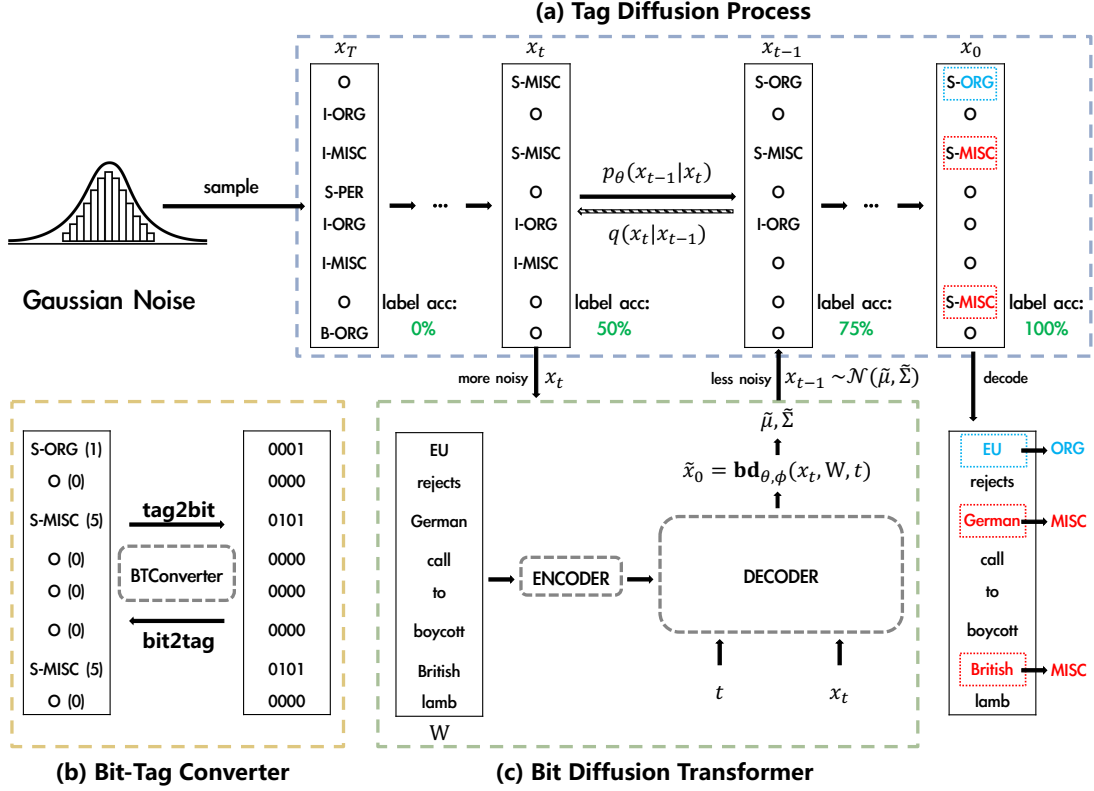 (a) Tag Diffusion Process
x_T
x_t
x_{t-1}
x_0
O
I-ORG
I-MISC
S-PER
I-ORG
I-MISC
O
B-ORG
S-MISC
O
S-MISC
O
I-ORG
I-MISC
O
O
S-ORG
O
S-MISC
O
I-ORG
O
O
O
S-ORG
O
S-MISC
O
O
O
S-MISC
O
sample
...
p_θ(x_{t-1}|x_t)
q(x_t|x_{t-1})
...
Gaussian Noise
label acc:
0%
label acc:
50%
label acc:
75%
label acc:
100%
more noisy
x_t
less noisy
x_{t-1} ~ 𝒩(μ̃, Σ̃)
decode
S-ORG (1)
O (0)
S-MISC (5)
O (0)
O (0)
O (0)
S-MISC (5)
O (0)
tag2bit
BTConverter
bit2tag
0001
0000
0101
0000
0000
0000
0101
0000
(b) Bit-Tag Converter
EU
rejects
German
call
to
boycott
British
lamb
W
ENCODER
DECODER
μ̃, Σ̃
x̃_0 = bd_{θ,ϕ}(x_t, W, t)
t
x_t
(c) Bit Diffusion Transformer
EU ORG
rejects
German MISC
call
to
boycott
British MISC
lamb